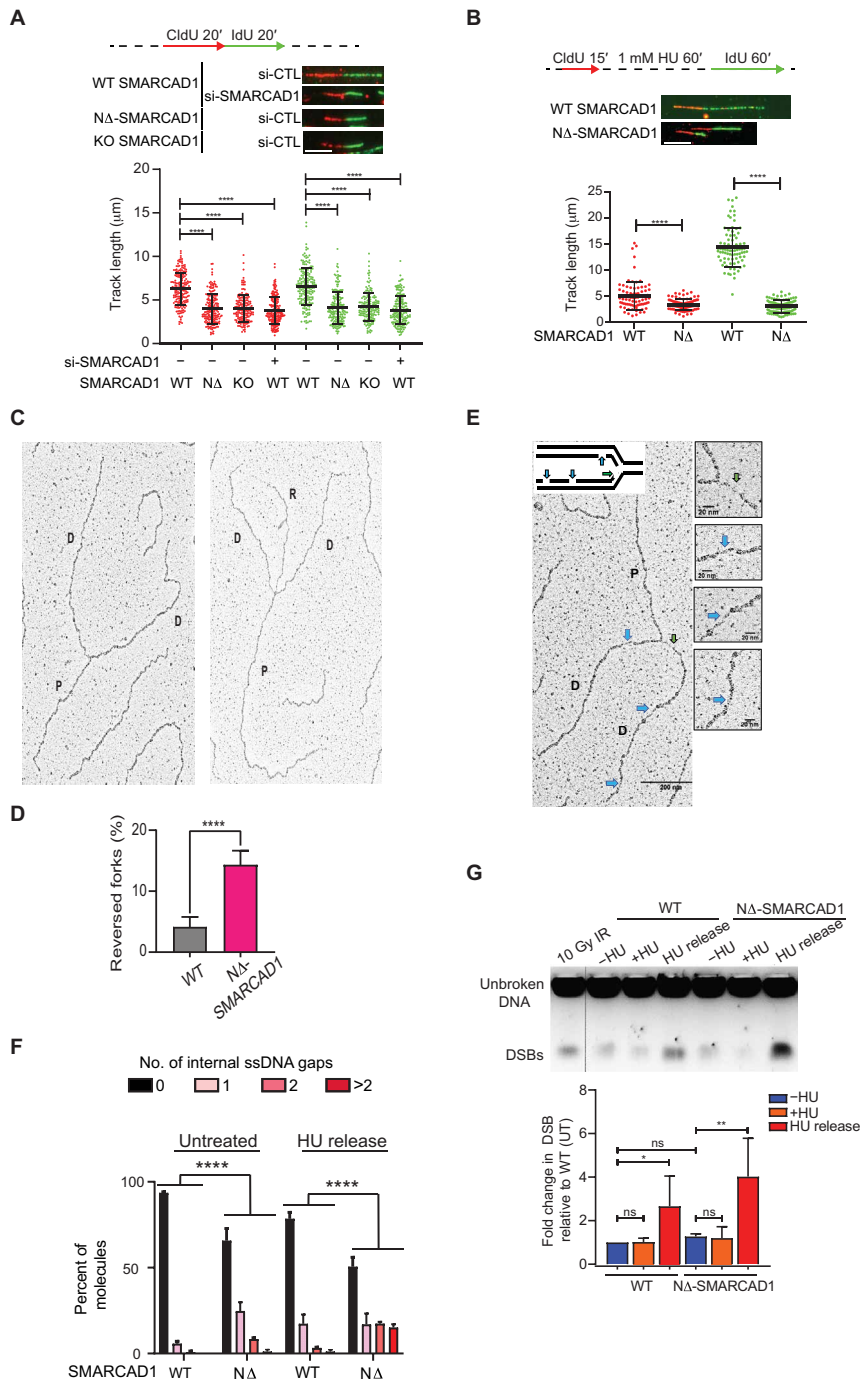 A
CldU 20′ IdU 20′
WT SMARCAD1
si-CTL
si-SMARCAD1
NΔ-SMARCAD1
si-CTL
KO SMARCAD1
si-CTL
Track length (μm)
20
15
10
5
0
****
****
****
****
****
****
si-SMARCAD1 – – – + – – – +
SMARCAD1 WT NΔ KO WT WT NΔ KO WT
B
CldU 15′ 1 mM HU 60′ IdU 60′
WT SMARCAD1
NΔ-SMARCAD1
Track length (μm)
25
20
15
10
5
0
****
****
SMARCAD1 WT NΔ WT NΔ
C
D
D
P
R
D
D
P
D
Reversed forks (%)
20
10
0
****
WT
NΔ-
SMARCAD1
E
P
D
D
200 nm
20 nm
20 nm
20 nm
20 nm
F
No. of internal ssDNA gaps
0 1 2 >2
Untreated HU release
**** ****
Percent of
molecules
100
50
0
SMARCAD1 WT NΔ WT NΔ
G
WT NΔ-SMARCAD1
10 Gy IR –HU +HU HU release –HU +HU HU release
Unbroken
DNA
DSBs
Fold change in DSB
relative to WT (UT)
8
6
4
2
0
–HU
+HU
HU release
ns
**
*
ns
ns
WT NΔ-SMARCAD1